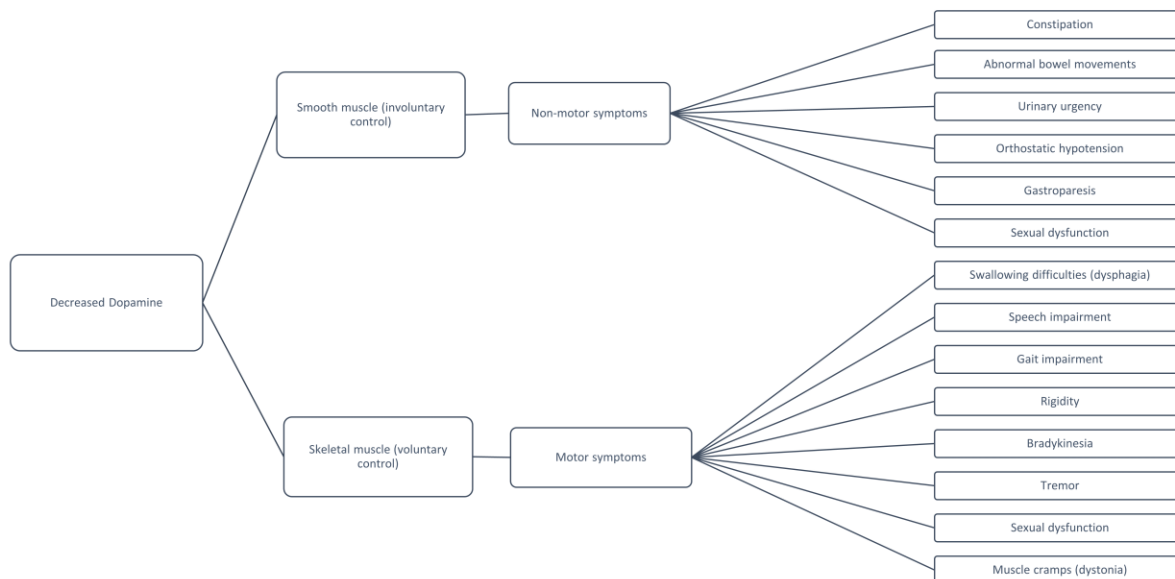 Decreased Dopamine
Smooth muscle (involuntary
control)
Non-motor symptoms
Constipation
Abnormal bowel movements
Urinary urgency
Orthostatic hypotension
Gastroparesis
Sexual dysfunction
Skeletal muscle (voluntary
control)
Motor symptoms
Swallowing difficulties (dysphagia)
Speech impairment
Gait impairment
Rigidity
Bradykinesia
Tremor
Sexual dysfunction
Muscle cramps (dystonia)